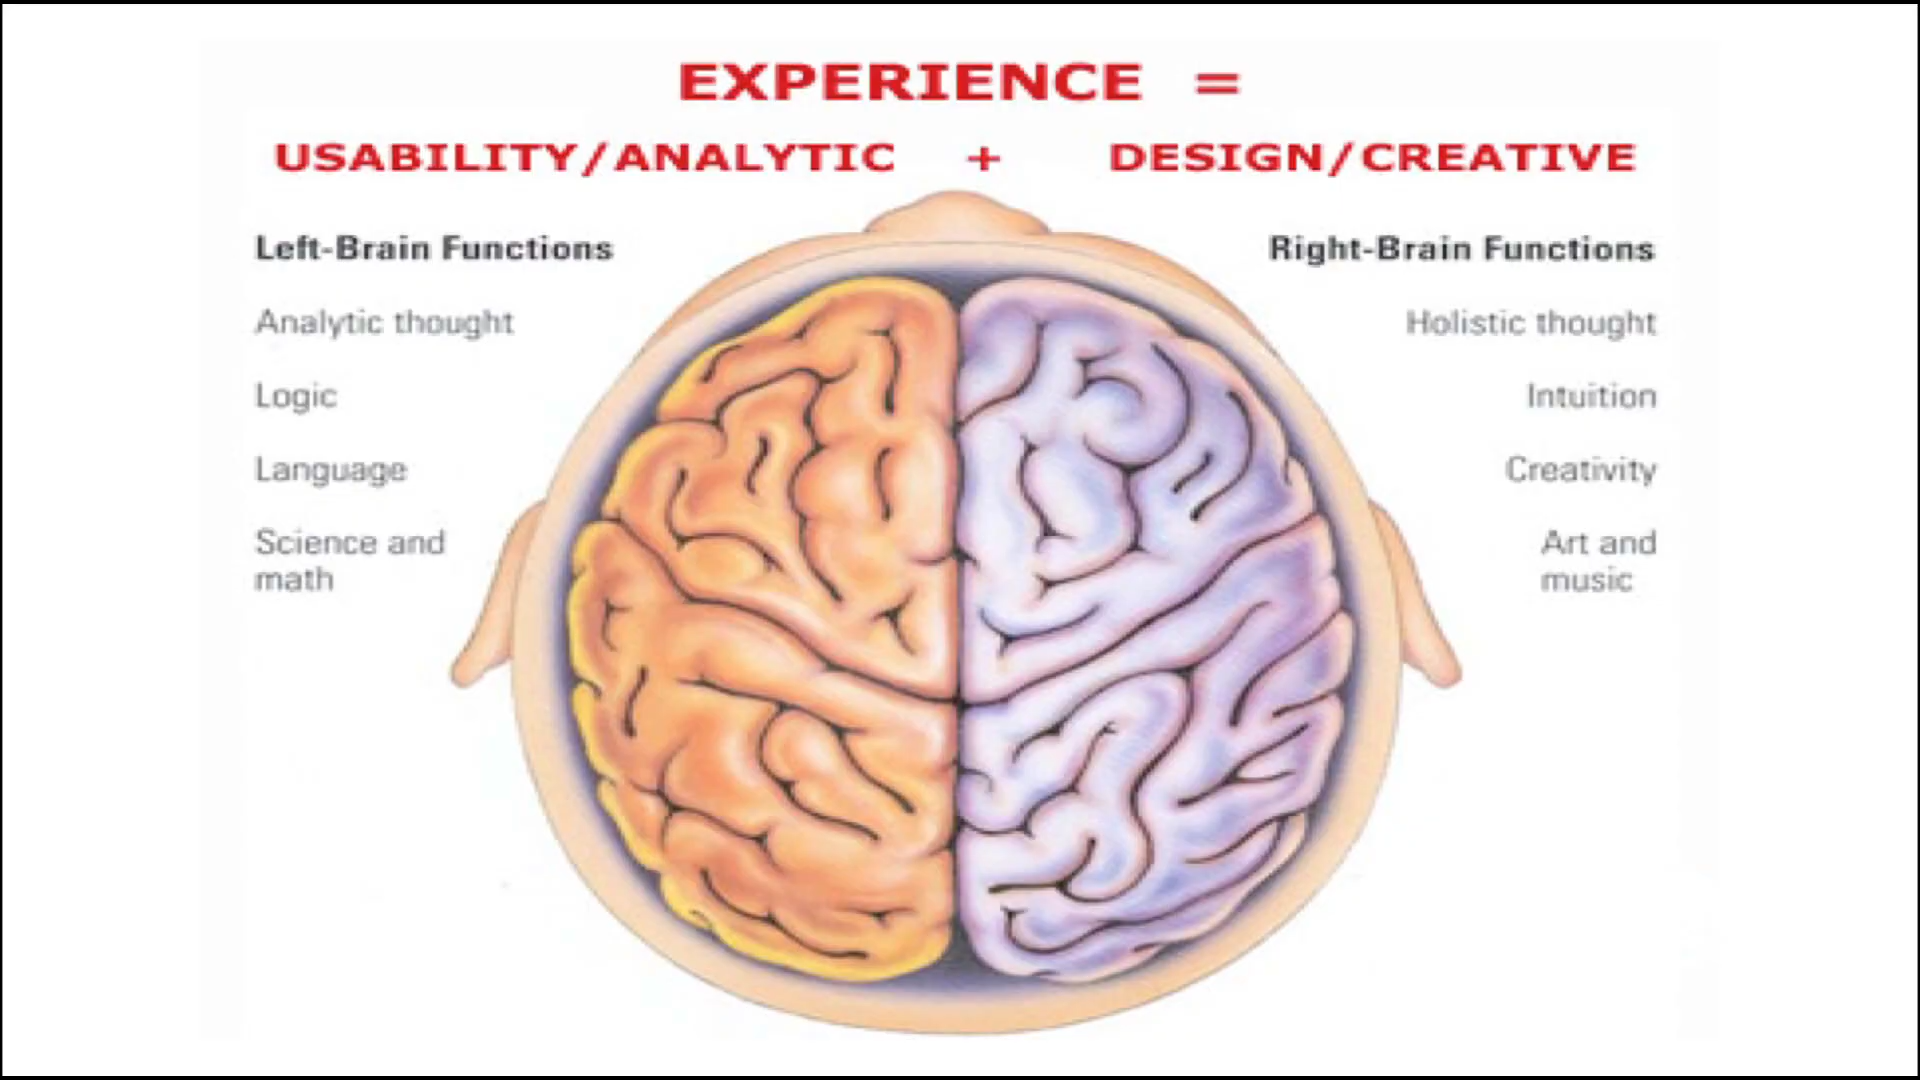 EXPERIENCE =
USABILITY/ANALYTIC + DESIGN/CREATIVE
Left-Brain Functions
Analytic thought
Logic
Language
Science and
math
Right-Brain Functions
Holistic thought
Intuition
Creativity
Art and
music